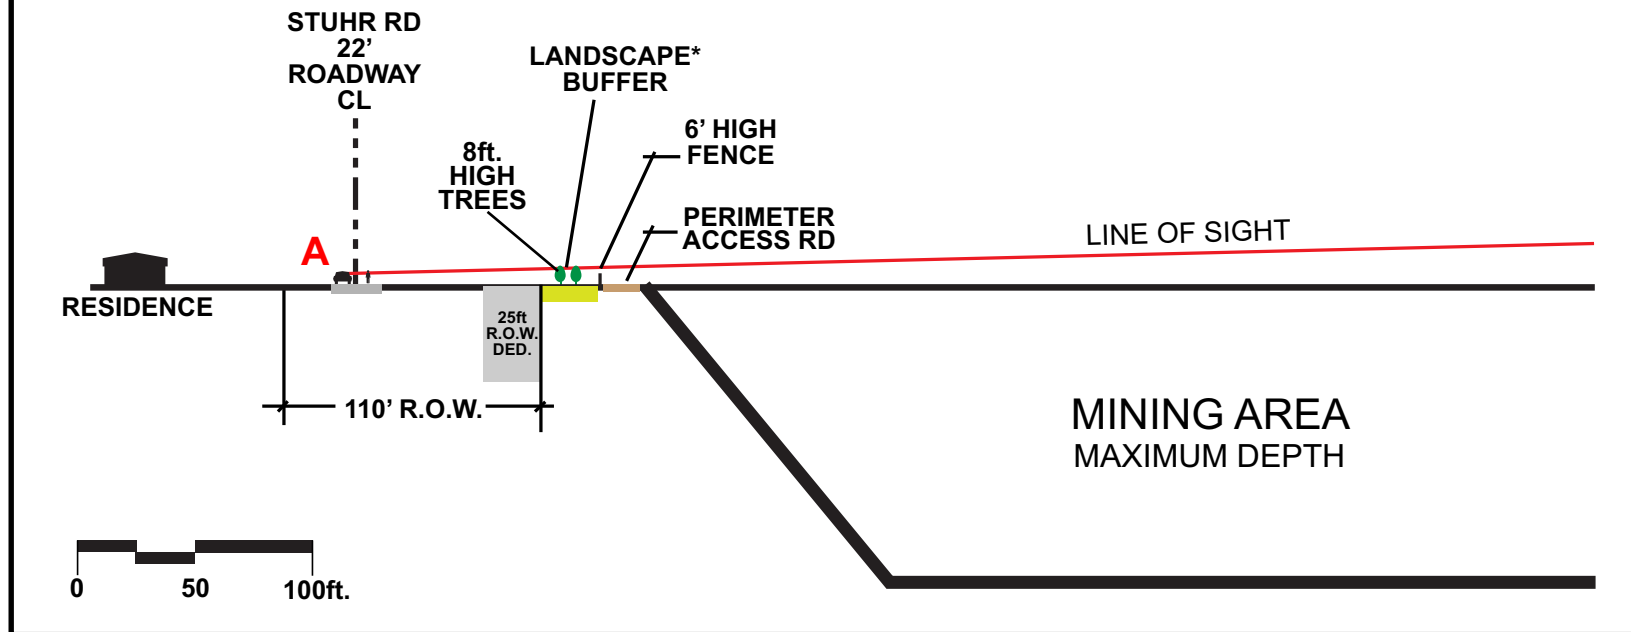 STUHR RD
22’
ROADWAY
CL
LANDSCAPE*
BUFFER
8ft.
HIGH
TREES
6’ HIGH
FENCE
PERIMETER
ACCESS RD
LINE OF SIGHT
A
RESIDENCE
25ft
R.O.W.
DED.
110’ R.O.W.
MINING AREA
MAXIMUM DEPTH
0 50 100ft.